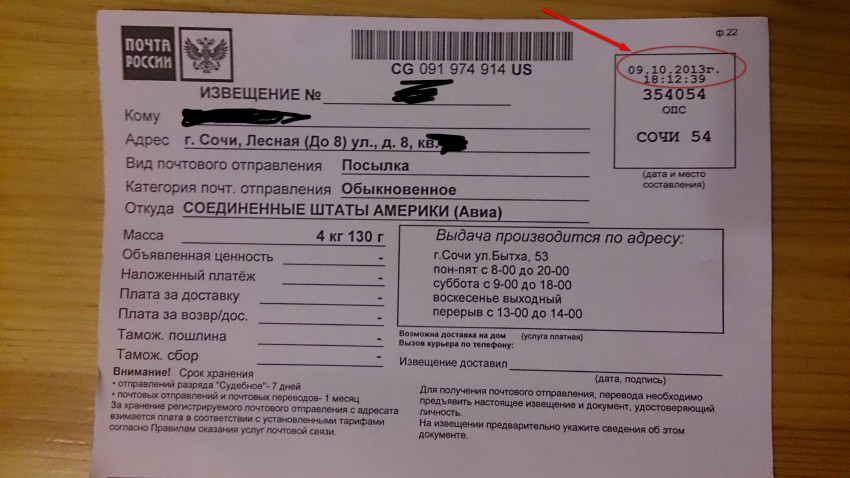 ф.22
ПОЧТА
РОССИИ
CG 091 974 914 US
09.10.2013г.
18:12:39
354054
ОПС
СОЧИ 54
(дата и место
составления)
ИЗВЕЩЕНИЕ №
Кому
Адрес г. Сочи, Лесная (До 8) ул., д. 8, кв.
Вид почтового отправления Посылка
Категория почт. отправления Обыкновенное
Откуда СОЕДИНЕННЫЕ ШТАТЫ АМЕРИКИ (Авиа)
Масса 4 кг 130 г
Объявленная ценность -
Наложенный платёж -
Плата за доставку -
Плата за возвр/дос. -
Тамож. пошлина -
Тамож. сбор -
Выдача производится по адресу:
г.Сочи ул.Бытха, 53
пон-пят с 8-00 до 20-00
суббота с 9-00 до 18-00
воскесенье выходный
перерыв с 13-00 до 14-00
Возможна доставка на дом (услуга платная)
Вызов курьера по телефону:
Извещение доставил
(дата, подпись)
Внимание! Срок хранения
• отправлений разряда "Судебное"- 7 дней
• почтовых отправлений и почтовых переводов- 1 месяц
За хранение регистрируемого почтового отправления с адресата
взимается плата в соответствии с установленными тарифами
согласно Правилам оказания услуг почтовой связи.
Для получения почтового отправления, перевода необходимо
предъявить настоящее извещение и документ, удостоверяющий
личность.
На извещении предварительно укажите сведения об этом
документе.